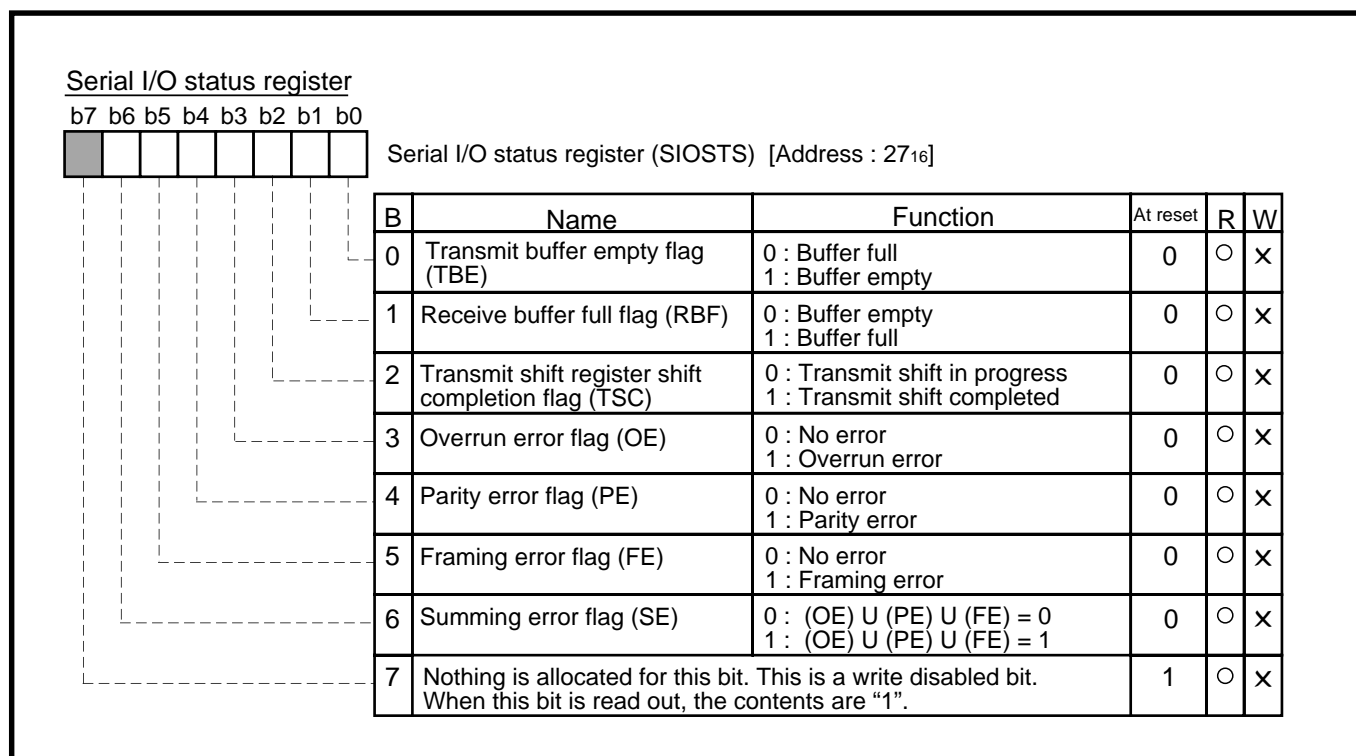 Serial I/O status register
b7 b6 b5 b4 b3 b2 b1 b0
Serial I/O status register (SIOSTS) [Address : 27₁₆]
B Name Function At reset R W
0 Transmit buffer empty flag (TBE) 0 : Buffer full 0 ○ ×
1 : Buffer empty
1 Receive buffer full flag (RBF) 0 : Buffer empty 0 ○ ×
1 : Buffer full
2 Transmit shift register shift completion flag (TSC) 0 : Transmit shift in progress 0 ○ ×
1 : Transmit shift completed
3 Overrun error flag (OE) 0 : No error 0 ○ ×
1 : Overrun error
4 Parity error flag (PE) 0 : No error 0 ○ ×
1 : Parity error
5 Framing error flag (FE) 0 : No error 0 ○ ×
1 : Framing error
6 Summing error flag (SE) 0 : (OE) U (PE) U (FE) = 0 0 ○ ×
1 : (OE) U (PE) U (FE) = 1
7 Nothing is allocated for this bit. This is a write disabled bit. 1 ○ ×
When this bit is read out, the contents are “1”.